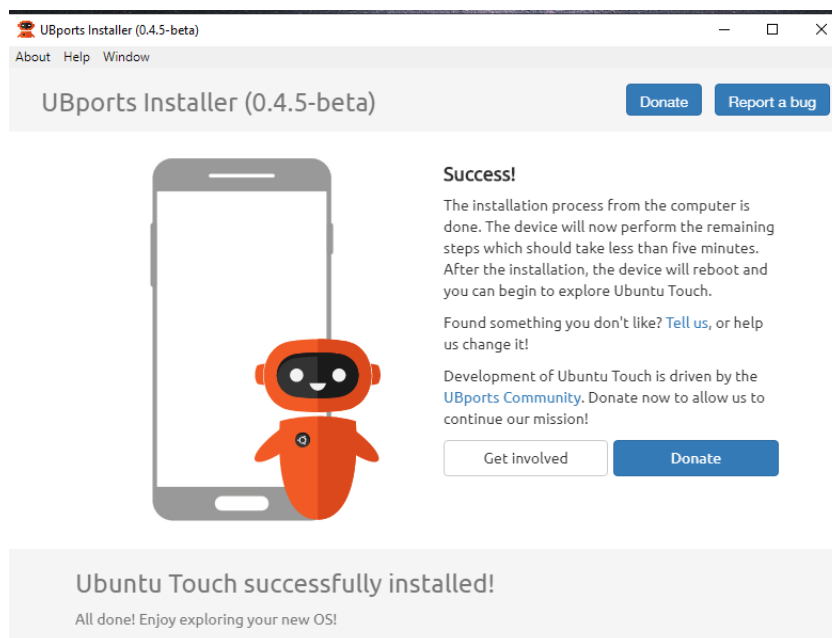 UBports Installer (0.4.5-beta)
About Help Window
UBports Installer (0.4.5-beta)
Donate
Report a bug
Success!
The installation process from the computer is
done. The device will now perform the remaining
steps which should take less than five minutes.
After the installation, the device will reboot and
you can begin to explore Ubuntu Touch.
Found something you don't like? Tell us, or help
us change it!
Development of Ubuntu Touch is driven by the
UBports Community. Donate now to allow us to
continue our mission!
Get involved
Donate
Ubuntu Touch successfully installed!
All done! Enjoy exploring your new OS!